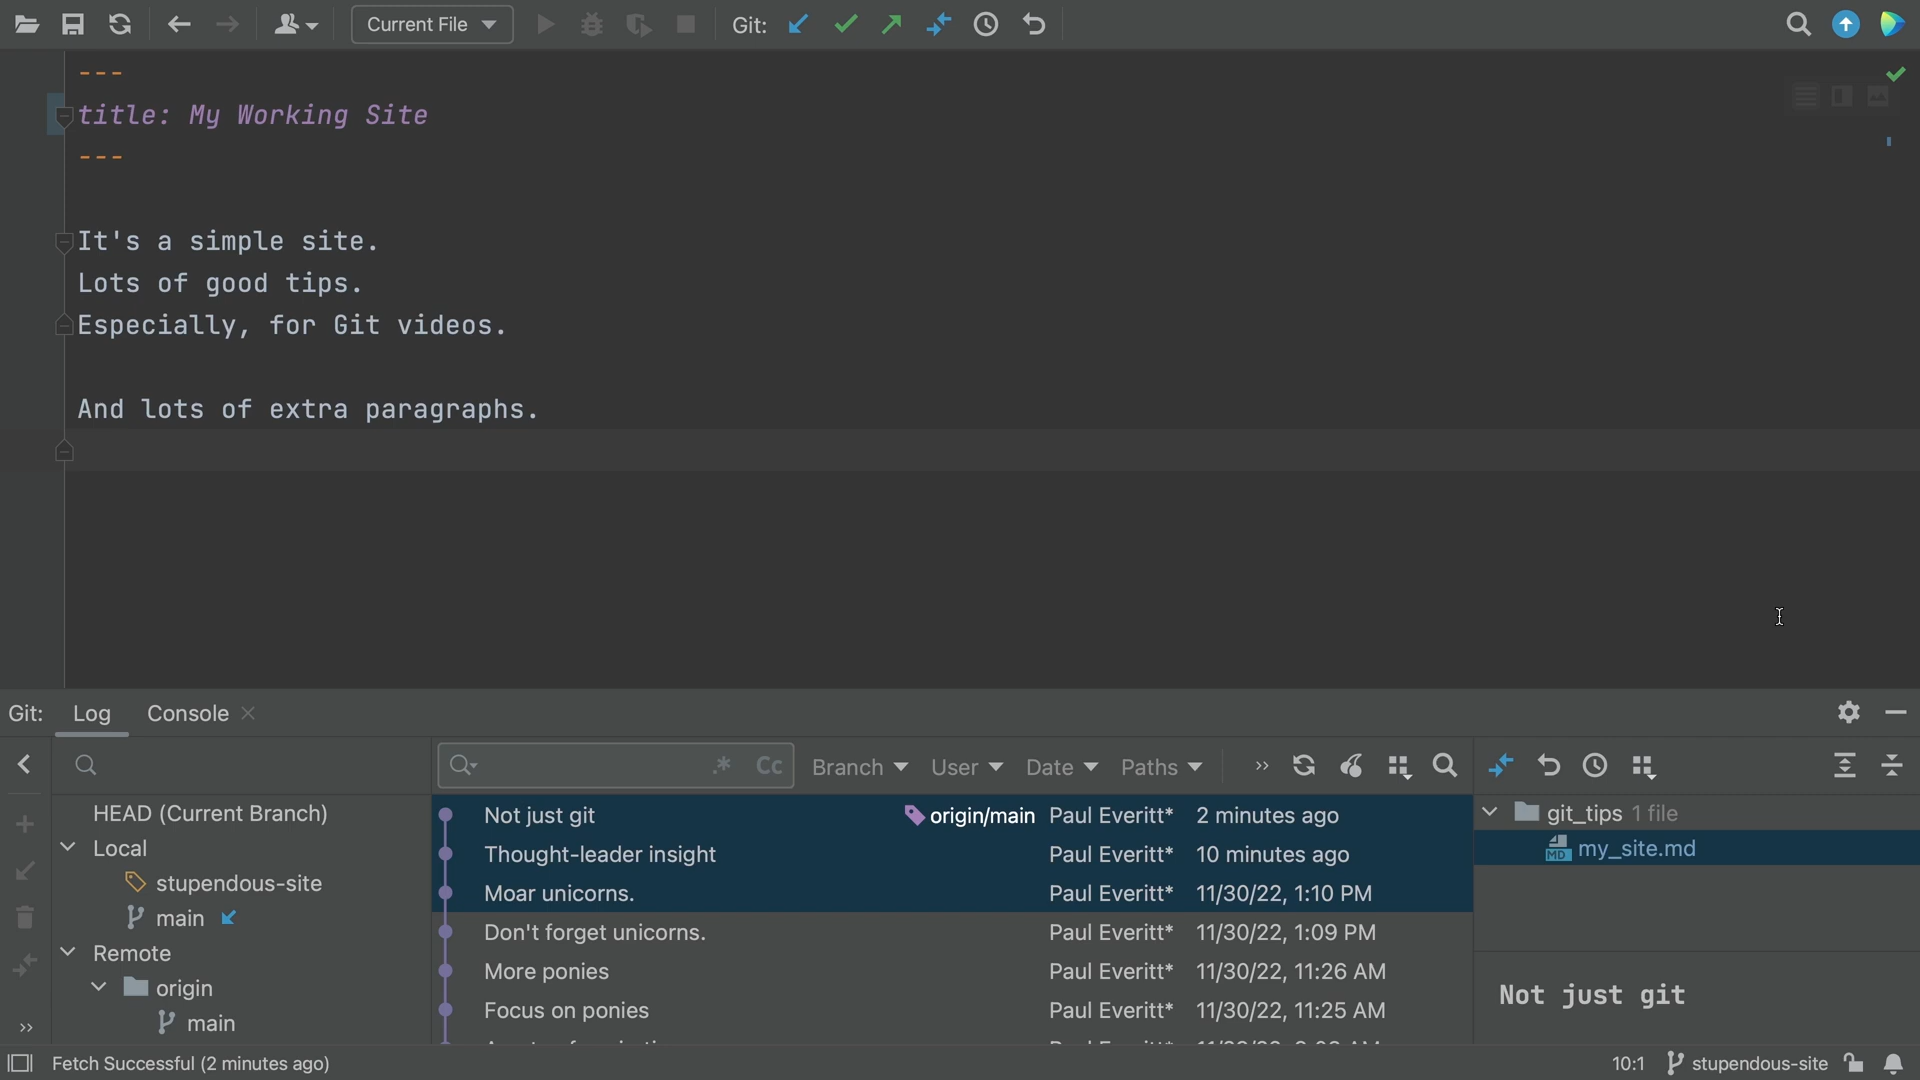 Current File
Git:
---
title: My Working Site
---
It's a simple site.
Lots of good tips.
Especially, for Git videos.
And lots of extra paragraphs.
Git: Log Console
.* Cc Branch User Date Paths
HEAD (Current Branch)
Local
stupendous-site
main
Remote
origin
main
Not just git origin/main Paul Everitt* 2 minutes ago
Thought-leader insight Paul Everitt* 10 minutes ago
Moar unicorns. Paul Everitt* 11/30/22, 1:10 PM
Don't forget unicorns. Paul Everitt* 11/30/22, 1:09 PM
More ponies Paul Everitt* 11/30/22, 11:26 AM
Focus on ponies Paul Everitt* 11/30/22, 11:25 AM
git_tips 1 file
MD my_site.md
Not just git
Fetch Successful (2 minutes ago)
10:1 stupendous-site